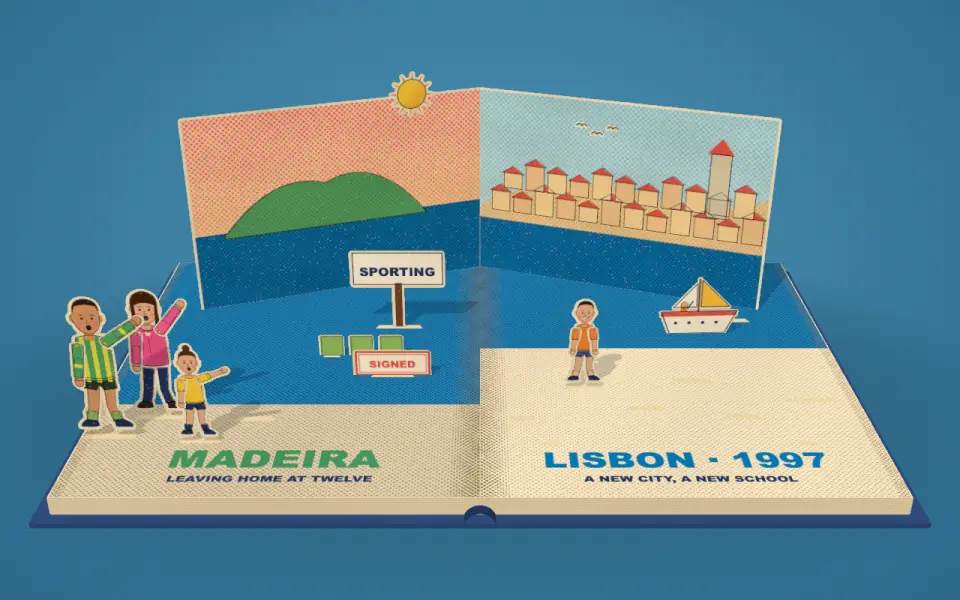 SPORTING
SIGNED
MADEIRA
LEAVING HOME AT TWELVE
LISBON · 1997
A NEW CITY, A NEW SCHOOL